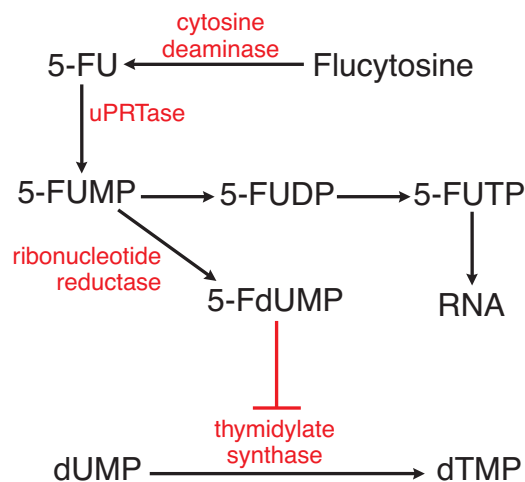 cytosine
deaminase
5-FU
Flucytosine
uPRTase
5-FUMP
5-FUDP
5-FUTP
ribonucleotide
reductase
5-FdUMP
RNA
thymidylate
synthase
dUMP
dTMP